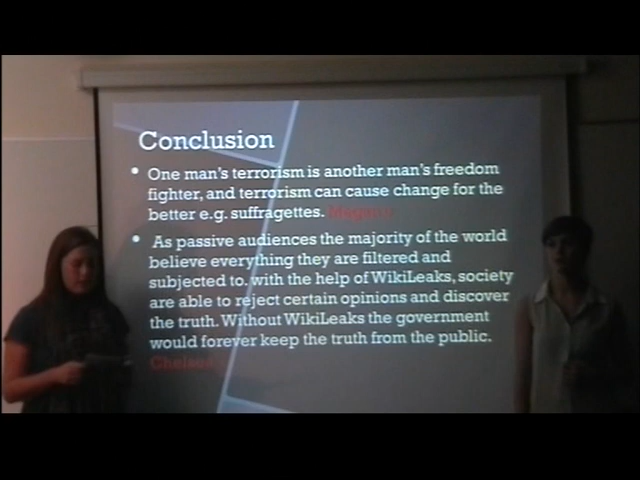 Conclusion
• One man's terrorism is another man's freedom
fighter, and terrorism can cause change for the
better e.g. suffragettes.
• As passive audiences the majority of the world
believe everything they are filtered and
subjected to. with the help of WikiLeaks, society
are able to reject certain opinions and discover
the truth. Without WikiLeaks the government
would forever keep the truth from the public.
Chelsea